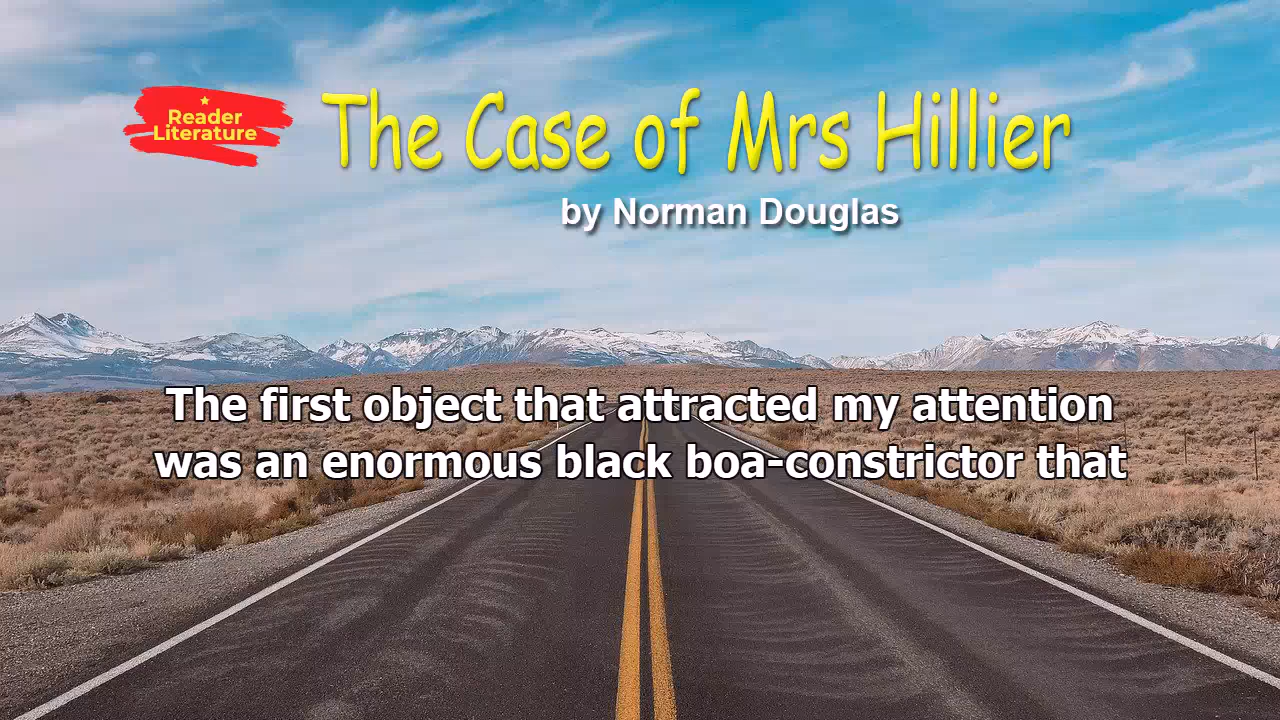 Reader
Literature
The Case of Mrs Hillier
by Norman Douglas
The first object that attracted my attention
was an enormous black boa-constrictor that